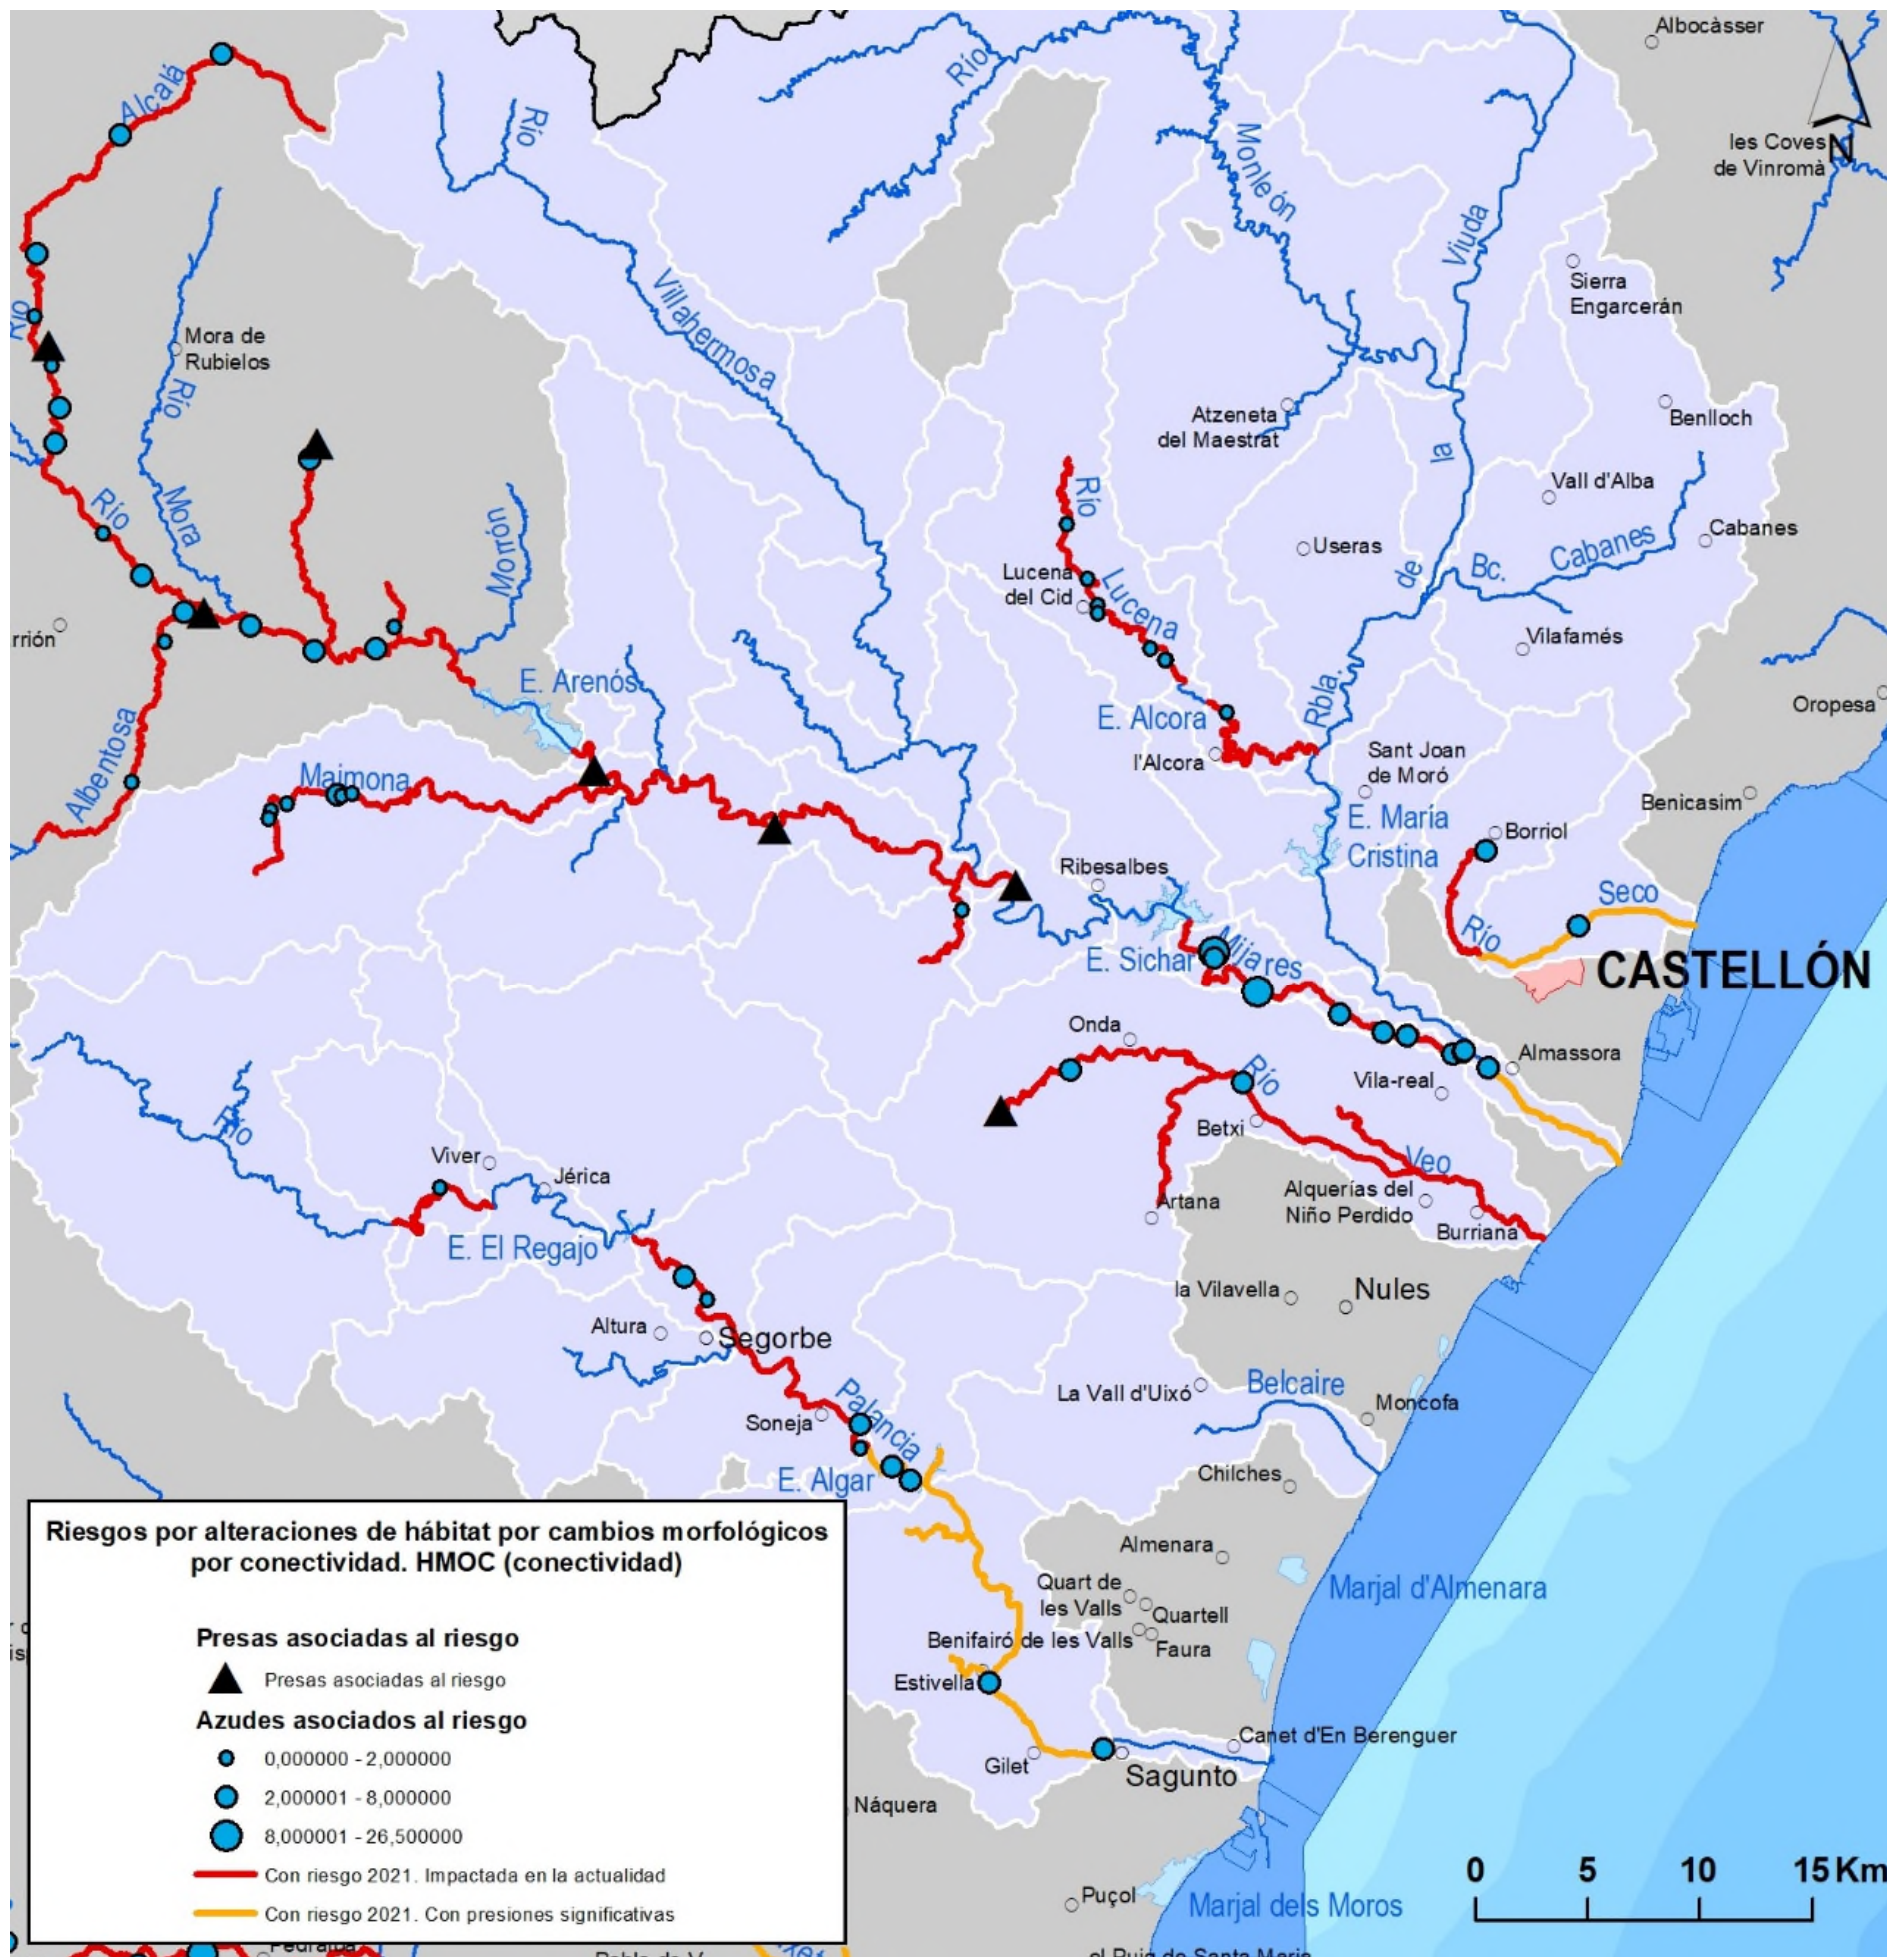 Albocàsser
Río
Alcalá
Río
les Coves
de Vinromà
N
Monleón
Viuda
Sierra
Engarcerán
Villahermosa
Río
Mora de
Rubielos
Río
Atzeneta
del Maestrat
Benlloch
la
Vall d'Alba
Río
Mora
Río
Morrón
Cabanes
Useras
Cabanes
Bc.
de
Lucena
del Cid
Lucena
rrión
Vilafamés
E. Arenós
Oropesa
Rbla.
E. Alcora
Albentosa
l'Alcora
Sant Joan
de Moró
Maimona
Benicasim
E. María
Cristina
Borriol
Ribesalbes
Seco
Río
Mijares
E. Sichar
CASTELLÓN
Onda
Almassora
Río
Vila-real
Río
Betxi
Viver
Veo
Jérica
Artana
Alquerías del
Niño Perdido
Burriana
E. El Regajo
la Vilavella
Nules
Altura
Segorbe
La Vall d'Uixó
Belcaire
Moncofa
Palancia
Soneja
Chilches
E. Algar
Riesgos por alteraciones de hábitat por cambios morfológicos
por conectividad. HMOC (conectividad)
Almenara
Quart de
les Valls
Marjal d'Almenara
Quartell
Benifairó de les Valls
Faura
Presas asociadas al riesgo
Presas asociadas al riesgo
Estivella
Azudes asociados al riesgo
Canet d'En Berenguer
0,000000 - 2,000000
Gilet
Sagunto
2,000001 - 8,000000
Náquera
8,000001 - 26,500000
0 5 10 15 Km
Con riesgo 2021. Impactada en la actualidad
Puçol
Marjal dels Moros
Con riesgo 2021. Con presiones significativas
Pedralba
el Puig de Santa Maria